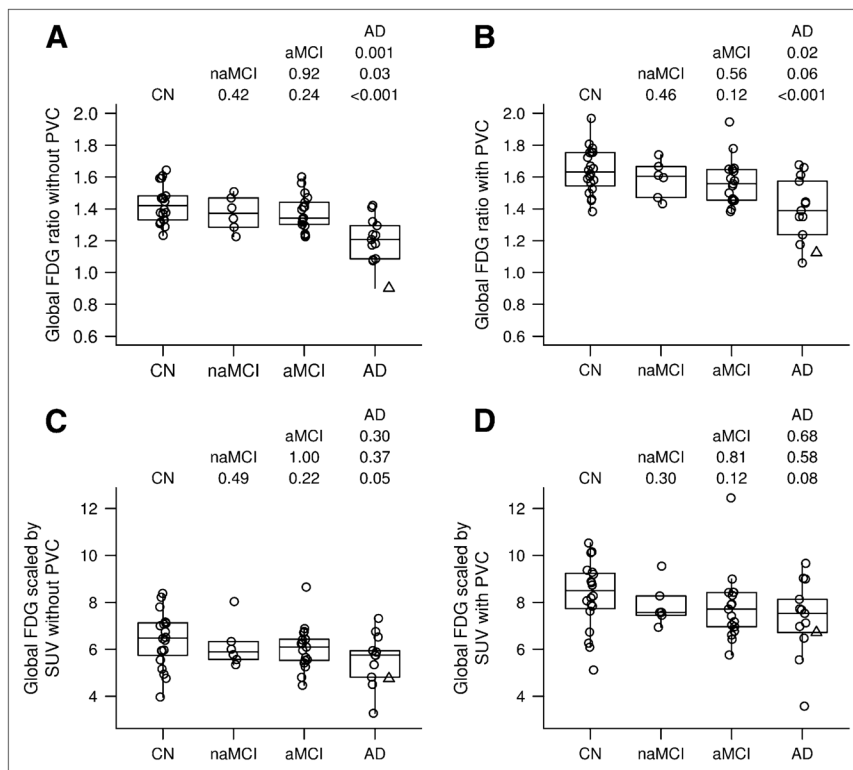 A
AD
aMCI 0.001
naMCI 0.92 0.03
CN 0.42 0.24 <0.001
Global FDG ratio without PVC
2.0
1.8
1.6
1.4
1.2
1.0
0.8
0.6
CN naMCI aMCI AD
B
AD
aMCI 0.02
naMCI 0.56 0.06
CN 0.46 0.12 <0.001
Global FDG ratio with PVC
2.0
1.8
1.6
1.4
1.2
1.0
0.8
0.6
CN naMCI aMCI AD
C
AD
aMCI 0.30
naMCI 1.00 0.37
CN 0.49 0.22 0.05
Global FDG scaled by
SUV without PVC
12
10
8
6
4
CN naMCI aMCI AD
D
AD
aMCI 0.68
naMCI 0.81 0.58
CN 0.30 0.12 0.08
Global FDG scaled by
SUV with PVC
12
10
8
6
4
CN naMCI aMCI AD